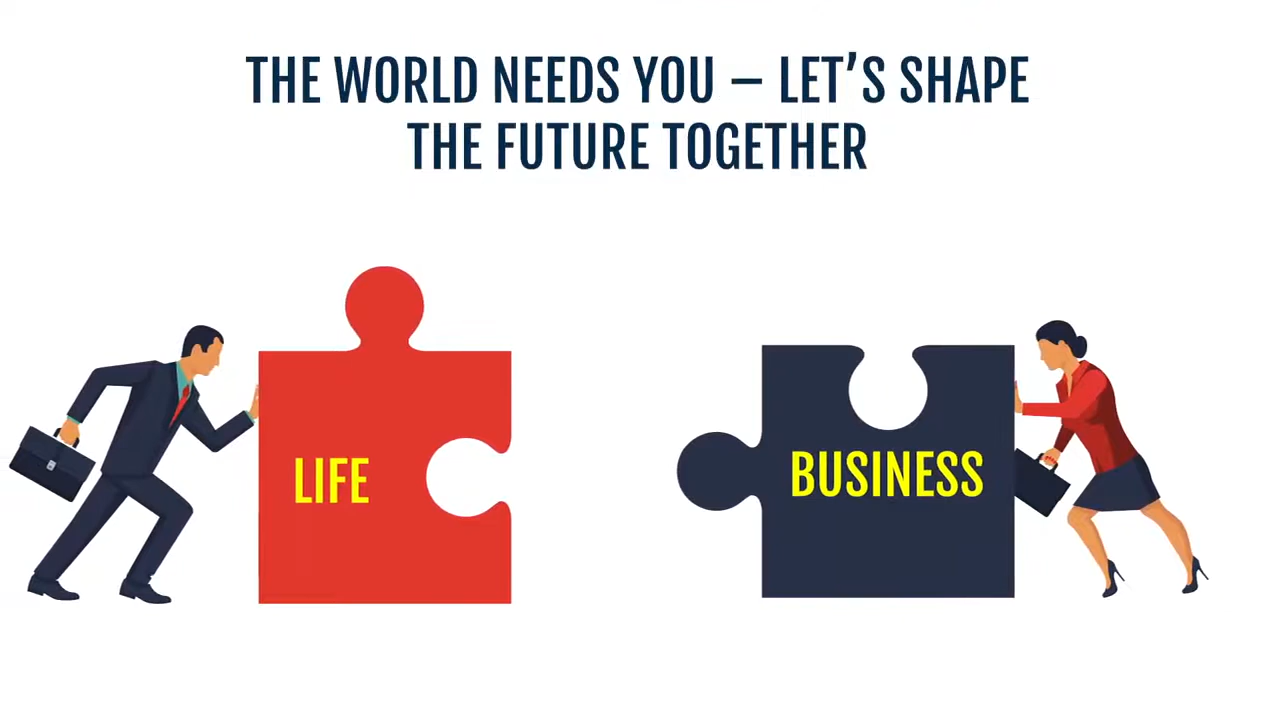 THE WORLD NEEDS YOU – LET’S SHAPE
THE FUTURE TOGETHER
LIFE
BUSINESS